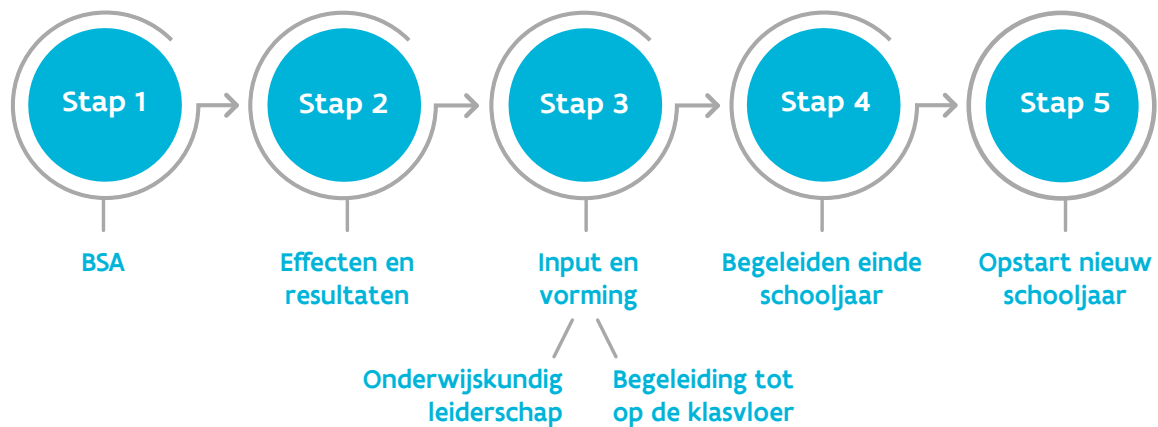 Stap 1
Stap 2
Stap 3
Stap 4
Stap 5
BSA
Effecten en
resultaten
Input en
vorming
Begeleiden einde
schooljaar
Opstart nieuw
schooljaar
Onderwijskundig
leiderschap
Begeleiding tot
op de klasvloer